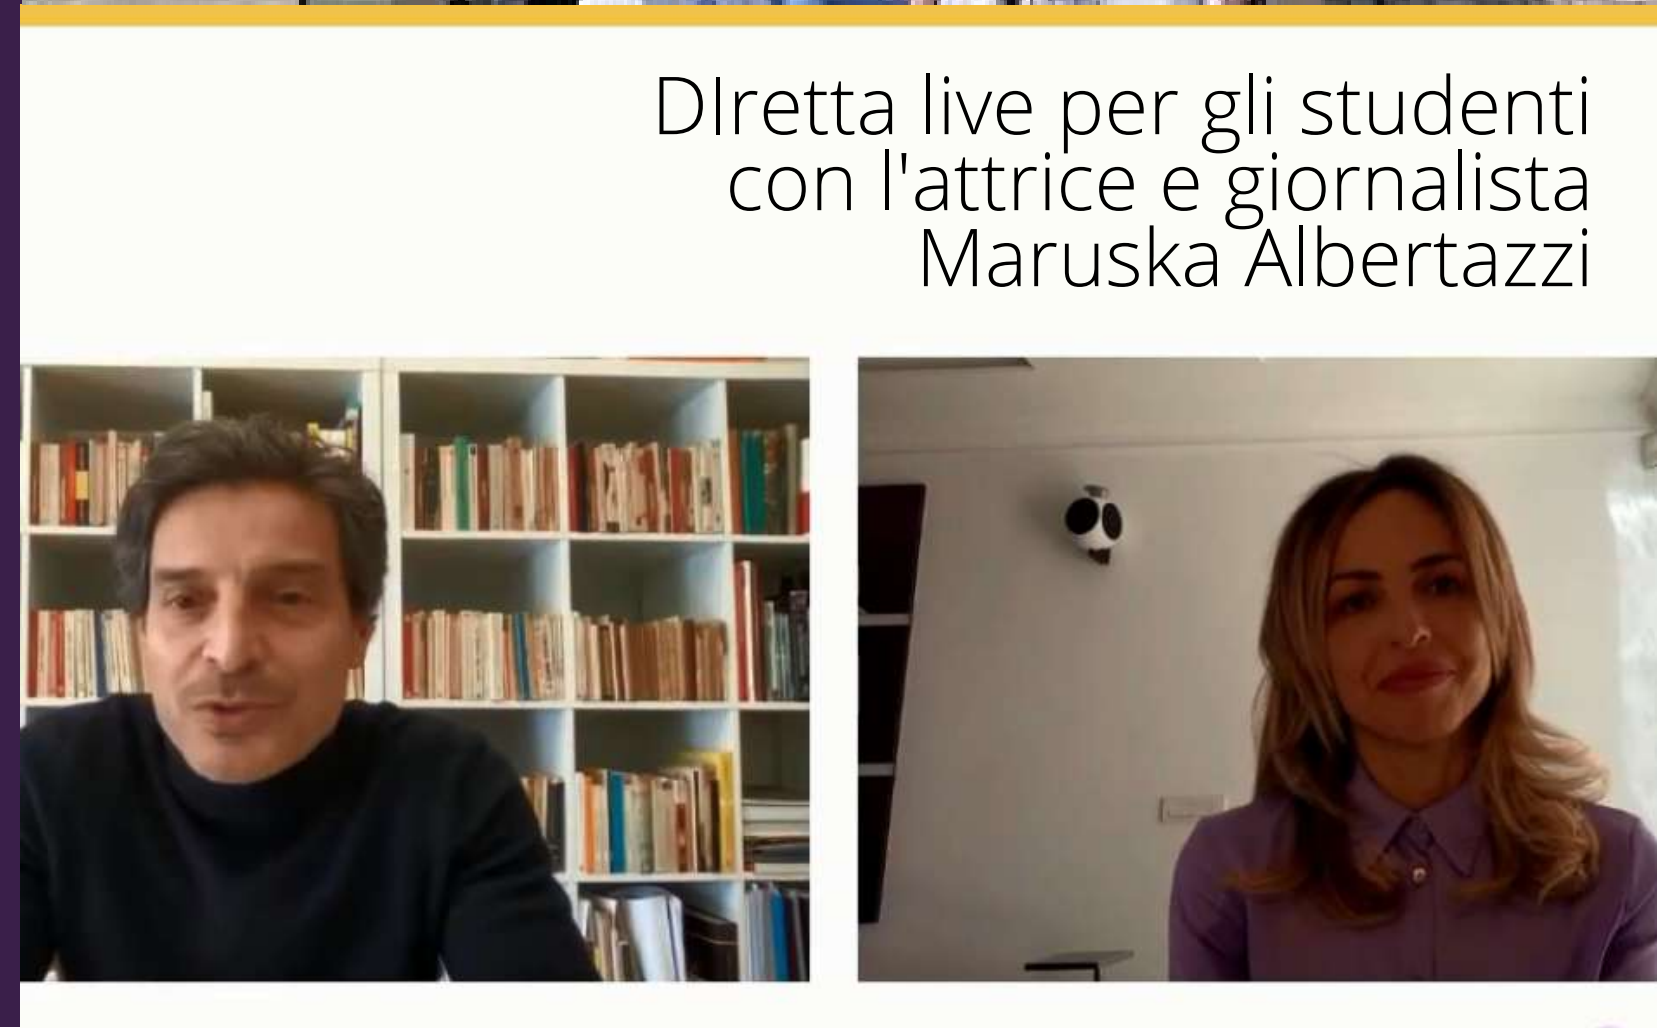 DIretta live per gli studenti
con l'attrice e giornalista
Maruska Albertazzi